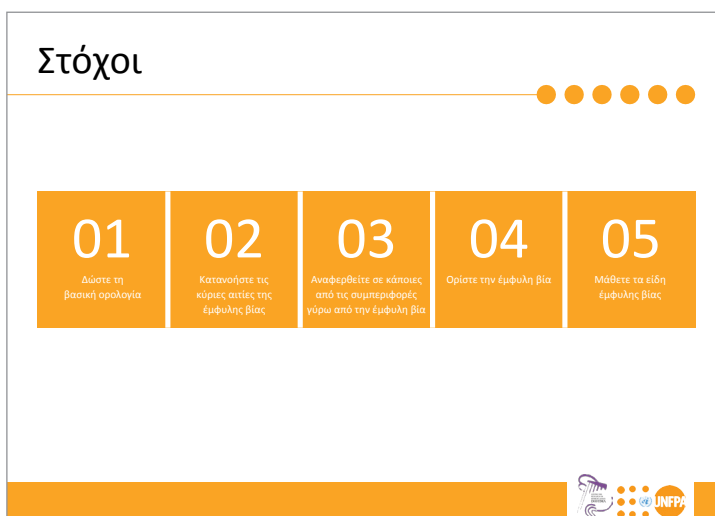 Στόχοι
01
Δώστε τη
βασική ορολογία
02
Κατανοήστε τις
κύριες αιτίες της
έμφυλης βίας
03
Αναφερθείτε σε κάποιες
από τις συμπεριφορές
γύρω από την έμφυλη βία
04
Ορίστε την έμφυλη βία
05
Μάθετε τα είδη
έμφυλης βίας
UNFPA